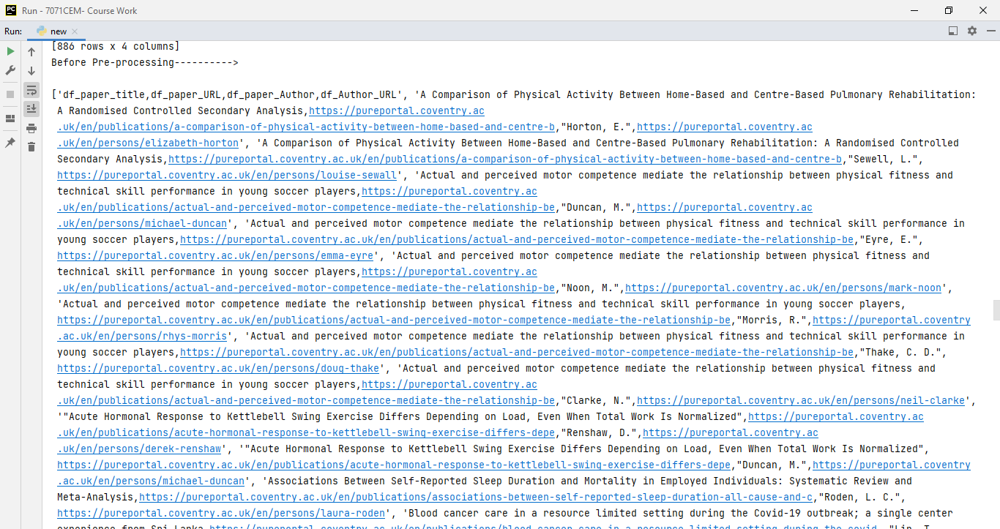 Run - 7071CEM- Course Work
Run: new
[886 rows x 4 columns]
Before Pre-processing---------->
['df_paper_title,df_paper_URL,df_paper_Author,df_Author_URL', 'A Comparison of Physical Activity Between Home-Based and Centre-Based Pulmonary Rehabilitation:
A Randomised Controlled Secondary Analysis,https://pureportal.coventry.ac
.uk/en/publications/a-comparison-of-physical-activity-between-home-based-and-centre-b,"Horton, E.",https://pureportal.coventry.ac
.uk/en/persons/elizabeth-horton', 'A Comparison of Physical Activity Between Home-Based and Centre-Based Pulmonary Rehabilitation: A Randomised Controlled
Secondary Analysis,https://pureportal.coventry.ac.uk/en/publications/a-comparison-of-physical-activity-between-home-based-and-centre-b,"Sewell, L.",
https://pureportal.coventry.ac.uk/en/persons/louise-sewall', 'Actual and perceived motor competence mediate the relationship between physical fitness and
technical skill performance in young soccer players,https://pureportal.coventry.ac
.uk/en/publications/actual-and-perceived-motor-competence-mediate-the-relationship-be,"Duncan, M.",https://pureportal.coventry.ac
.uk/en/persons/michael-duncan', 'Actual and perceived motor competence mediate the relationship between physical fitness and technical skill performance in
young soccer players,https://pureportal.coventry.ac.uk/en/publications/actual-and-perceived-motor-competence-mediate-the-relationship-be,"Eyre, E.",
https://pureportal.coventry.ac.uk/en/persons/emma-eyre', 'Actual and perceived motor competence mediate the relationship between physical fitness and
technical skill performance in young soccer players,https://pureportal.coventry.ac
.uk/en/publications/actual-and-perceived-motor-competence-mediate-the-relationship-be,"Noon, M.",https://pureportal.coventry.ac.uk/en/persons/mark-noon',
'Actual and perceived motor competence mediate the relationship between physical fitness and technical skill performance in young soccer players,
https://pureportal.coventry.ac.uk/en/publications/actual-and-perceived-motor-competence-mediate-the-relationship-be,"Morris, R.",https://pureportal.coventry
.ac.uk/en/persons/rhys-morris', 'Actual and perceived motor competence mediate the relationship between physical fitness and technical skill performance in
young soccer players,https://pureportal.coventry.ac.uk/en/publications/actual-and-perceived-motor-competence-mediate-the-relationship-be,"Thake, C. D.",
https://pureportal.coventry.ac.uk/en/persons/doug-thake', 'Actual and perceived motor competence mediate the relationship between physical fitness and
technical skill performance in young soccer players,https://pureportal.coventry.ac
.uk/en/publications/actual-and-perceived-motor-competence-mediate-the-relationship-be,"Clarke, N.",https://pureportal.coventry.ac.uk/en/persons/neil-clarke',
'"Acute Hormonal Response to Kettlebell Swing Exercise Differs Depending on Load, Even When Total Work Is Normalized",https://pureportal.coventry.ac
.uk/en/publications/acute-hormonal-response-to-kettlebell-swing-exercise-differs-depe,"Renshaw, D.",https://pureportal.coventry.ac
.uk/en/persons/derek-renshaw', '"Acute Hormonal Response to Kettlebell Swing Exercise Differs Depending on Load, Even When Total Work Is Normalized",
https://pureportal.coventry.ac.uk/en/publications/acute-hormonal-response-to-kettlebell-swing-exercise-differs-depe,"Duncan, M.",https://pureportal.coventry
.ac.uk/en/persons/michael-duncan', 'Associations Between Self-Reported Sleep Duration and Mortality in Employed Individuals: Systematic Review and
Meta-Analysis,https://pureportal.coventry.ac.uk/en/publications/associations-between-self-reported-sleep-duration-all-cause-and-c,"Roden, L. C.",
https://pureportal.coventry.ac.uk/en/persons/laura-roden', 'Blood cancer care in a resource limited setting during the Covid-19 outbreak; a single center
experience from Sri Lanka,https://pureportal.coventry.ac.uk/en/publications/blood-cancer-care-in-a-resource-limited-setting-during-the-covid-